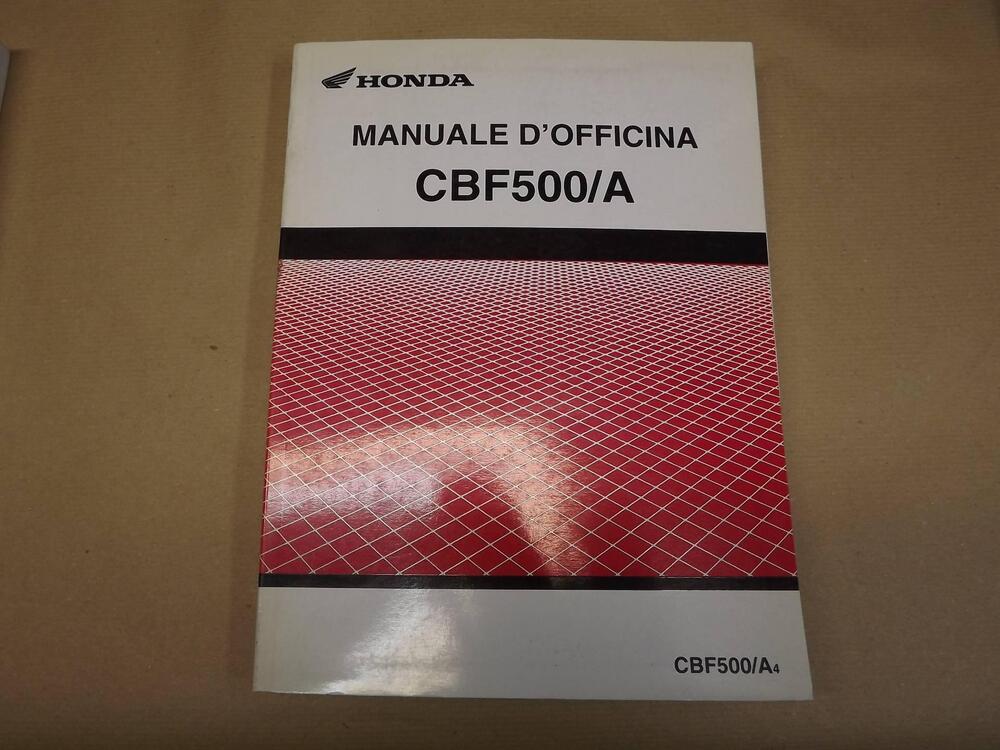 HONDA
MANUALE D'OFFICINA
CBF500/A
CBF500/A4